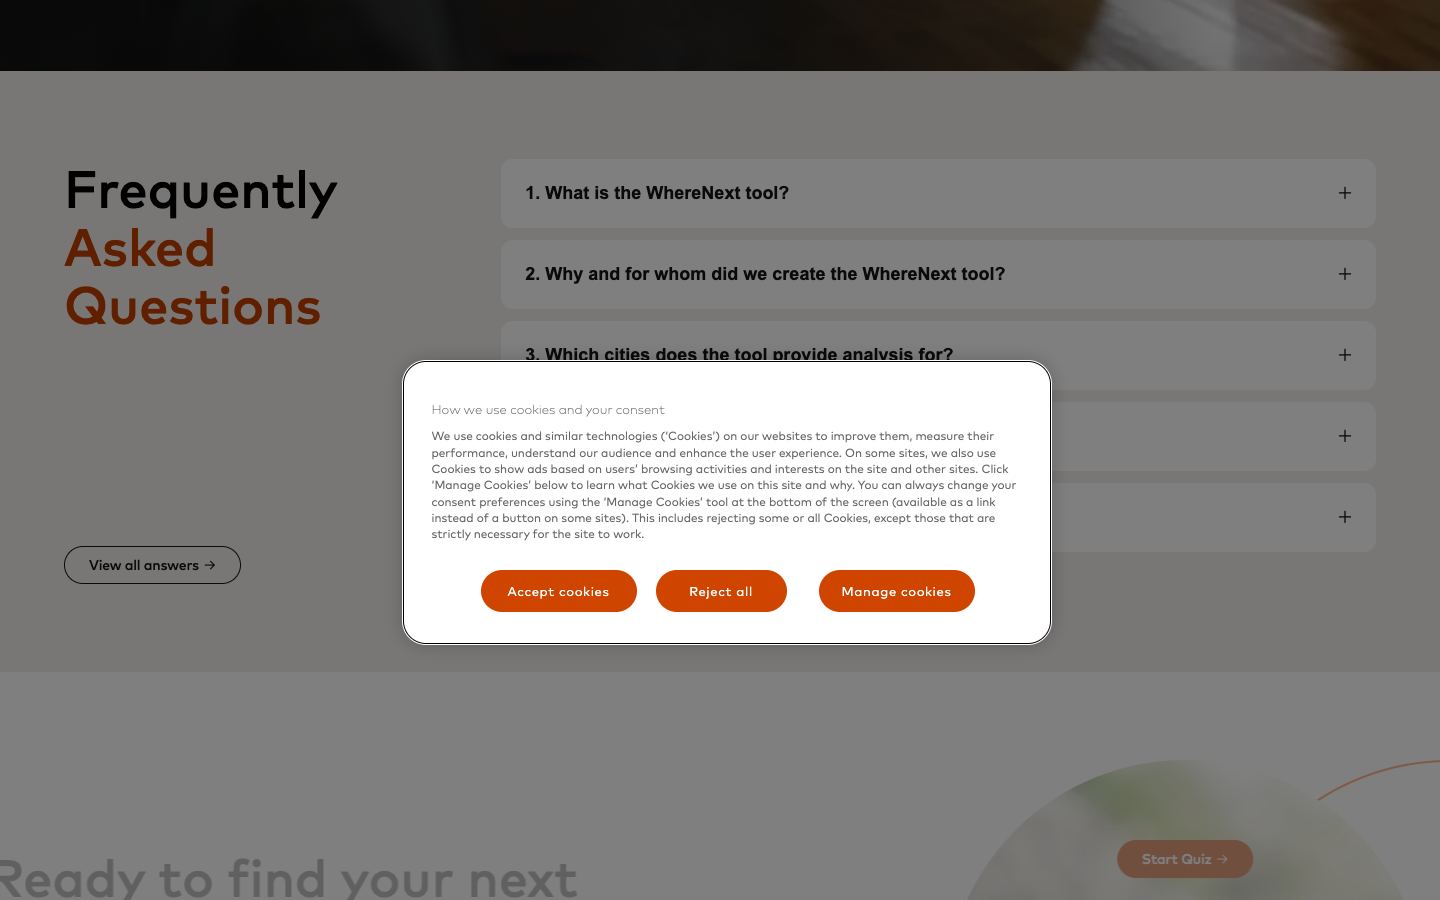 Frequently
Asked
Questions
View all answers →
1. What is the WhereNext tool?
2. Why and for whom did we create the WhereNext tool?
3. Which cities does the tool provide analysis for?
How we use cookies and your consent
We use cookies and similar technologies (‘Cookies’) on our websites to improve them, measure their
performance, understand our audience and enhance the user experience. On some sites, we also use
Cookies to show ads based on users’ browsing activities and interests on the site and other sites. Click
‘Manage Cookies’ below to learn what Cookies we use on this site and why. You can always change your
consent preferences using the ‘Manage Cookies’ tool at the bottom of the screen (available as a link
instead of a button on some sites). This includes rejecting some or all Cookies, except those that are
strictly necessary for the site to work.
Accept cookies
Reject all
Manage cookies
Ready to find your next
Start Quiz →